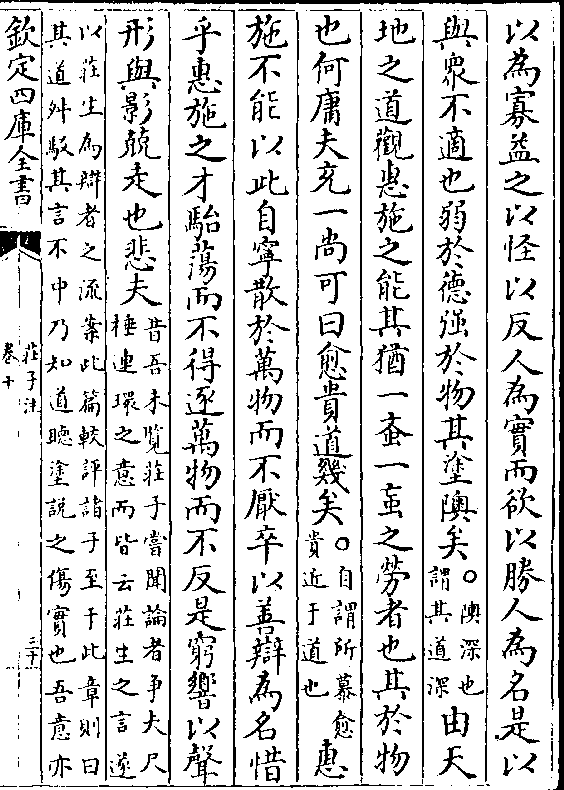 以為寡益之以怪以反人為實而欲以勝人為名是以
與衆不適也弱於德强於物其塗隩矣○隩深也謂其道深由天
地之道觀惠施之能其猶一蚉一䖟之勞者也其於物
也何庸夫充一尚可曰愈貴道幾矣○自謂所慕愈貴近于道也惠
施不能以此自寧散於萬物而不厭卒以善辯為名惜
乎惠施之才駘蕩而不得逐萬物而不反是窮響以聲
形與影競走也悲夫昔吾未覽莊子嘗聞論者争夫尺
棰連環之意而皆云莊生之言遂
以莊生為辯者之流案此篇較評諸子至于此章則曰
其道舛駁其言不中乃知道聽塗説之傷實也吾意亦
欽定四庫全書
莊子注
卷十
三十一